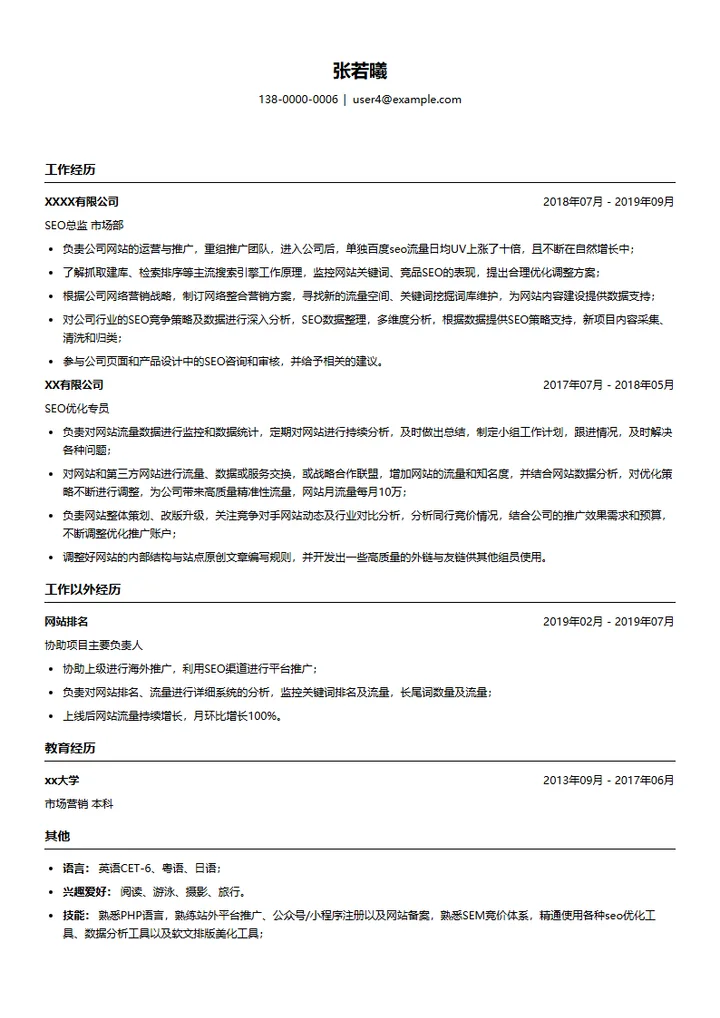 张若曦
138-0000-0006 | user4@example.com
工作经历
XXXX有限公司 2018年07月 - 2019年09月
SEO总监 市场部
• 负责公司网站的运营与推广，重组推广团队，进入公司后，单独百度seo流量日均UV上涨了十倍，且不断在自然增长中；
• 了解抓取建库、检索排序等主流搜索引擎工作原理，监控网站关键词、竞品SEO的表现，提出合理优化调整方案；
• 根据公司网络营销战略，制订网络整合营销方案，寻找新的流量空间、关键词挖掘词库维护，为网站内容建设提供数据支持；
• 对公司行业的SEO竞争策略及数据进行深入分析，SEO数据整理，多维度分析，根据数据提供SEO策略支持，新项目内容采集、
清洗和归类；
• 参与公司页面和产品设计中的SEO咨询和审核，并给予相关的建议。
XX有限公司 2017年07月 - 2018年05月
SEO优化专员
• 负责对网站流量数据进行监控和数据统计，定期对网站进行持续分析，及时做出总结，制定小组工作计划，跟进情况，及时解决
各种问题；
• 对网站和第三方网站进行流量、数据或服务交换，或战略合作联盟，增加网站的流量和知名度，并结合网站数据分析，对优化策
略不断进行调整，为公司带来高质量精准性流量，网站月流量每月10万；
• 负责网站整体策划、改版升级，关注竞争对手网站动态及行业对比分析，分析同行竞价情况，结合公司的推广效果需求和预算，
不断调整优化推广账户；
• 调整好网站的内部结构与站点原创文章编写规则，并开发出一些高质量的外链与友链供其他组员使用。
工作以外经历
网站排名 2019年02月 - 2019年07月
协助项目主要负责人
• 协助上级进行海外推广，利用SEO渠道进行平台推广；
• 负责对网站排名、流量进行详细系统的分析，监控关键词排名及流量，长尾词数量及流量；
• 上线后网站流量持续增长，月环比增长100%。
教育经历
xx大学 2013年09月 - 2017年06月
市场营销 本科
其他
• 语言： 英语CET-6、粤语、日语；
• 兴趣爱好： 阅读、游泳、摄影、旅行。
• 技能： 熟悉PHP语言，熟练站外平台推广、公众号/小程序注册以及网站备案，熟悉SEM竞价体系，精通使用各种seo优化工
具、数据分析工具以及软文排版美化工具；